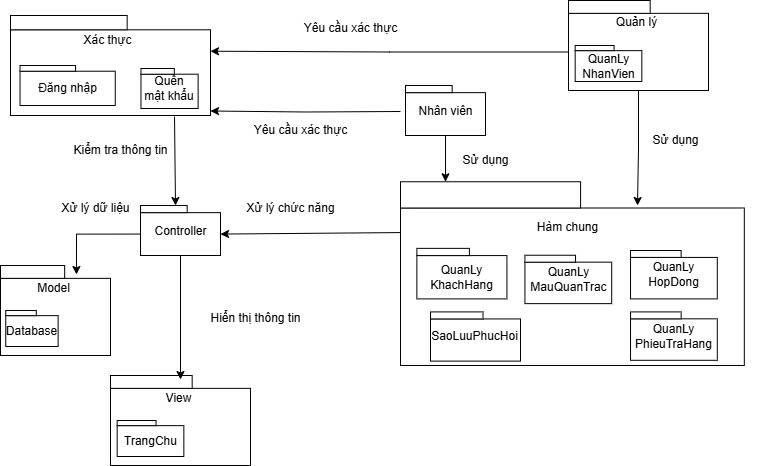 Quản lý
Yêu cầu xác thực
Xác thực
QuanLy
NhanVien
Đăng nhập
Quên
mật khẩu
Nhân viên
Yêu cầu xác thực
Sử dụng
Kiểm tra thông tin
Sử dụng
Xử lý dữ liệu
Xử lý chức năng
Controller
Hàm chung
QuanLy
KhachHang
QuanLy
MauQuanTrac
QuanLy
HopDong
Model
Database
Hiển thị thông tin
SaoLuuPhucHoi
QuanLy
PhieuTraHang
View
TrangChu